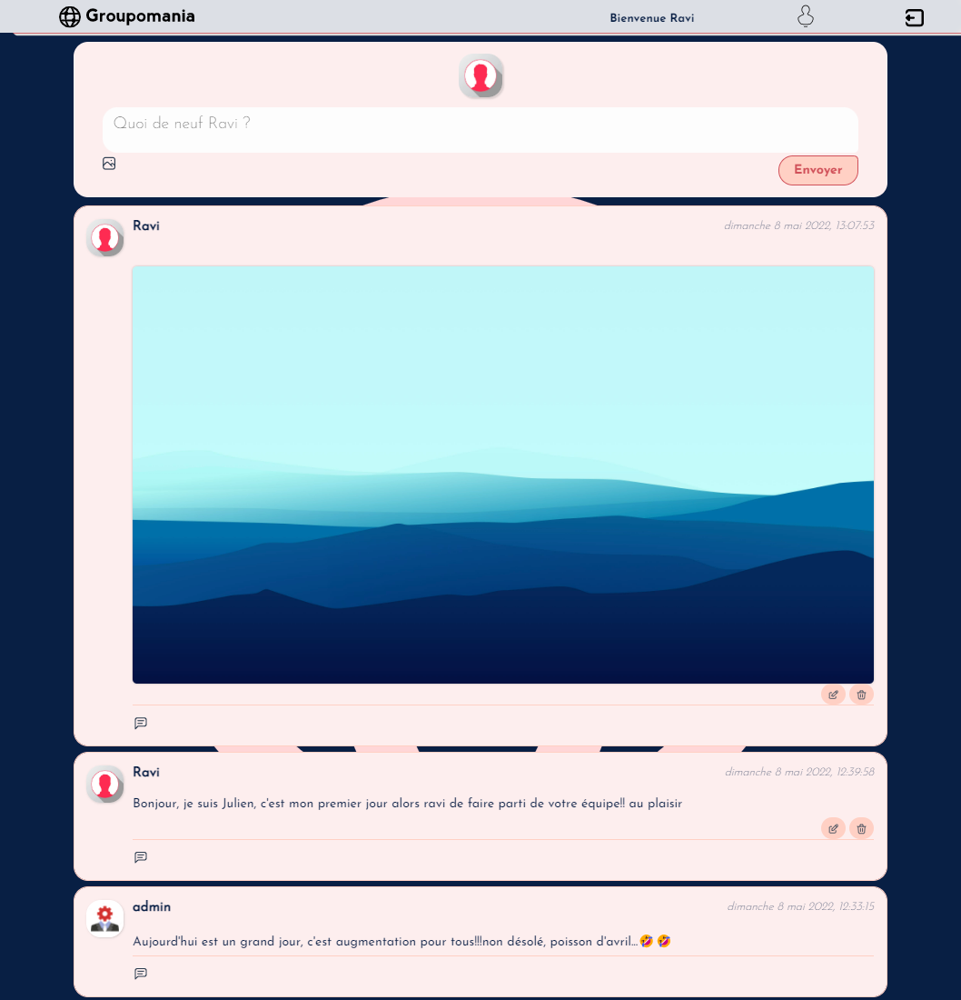 Groupomania
Bienvenue Ravi
Quoi de neuf Ravi ?
Envoyer
Ravi
dimanche 8 mai 2022, 13:07:53
Ravi
dimanche 8 mai 2022, 12:39:58
Bonjour, je suis Julien, c'est mon premier jour alors ravi de faire parti de votre équipe!! au plaisir
admin
dimanche 8 mai 2022, 12:33:15
Aujourd'hui est un grand jour, c'est augmentation pour tous!!!non désolé, poisson d'avril...🤣 🤣